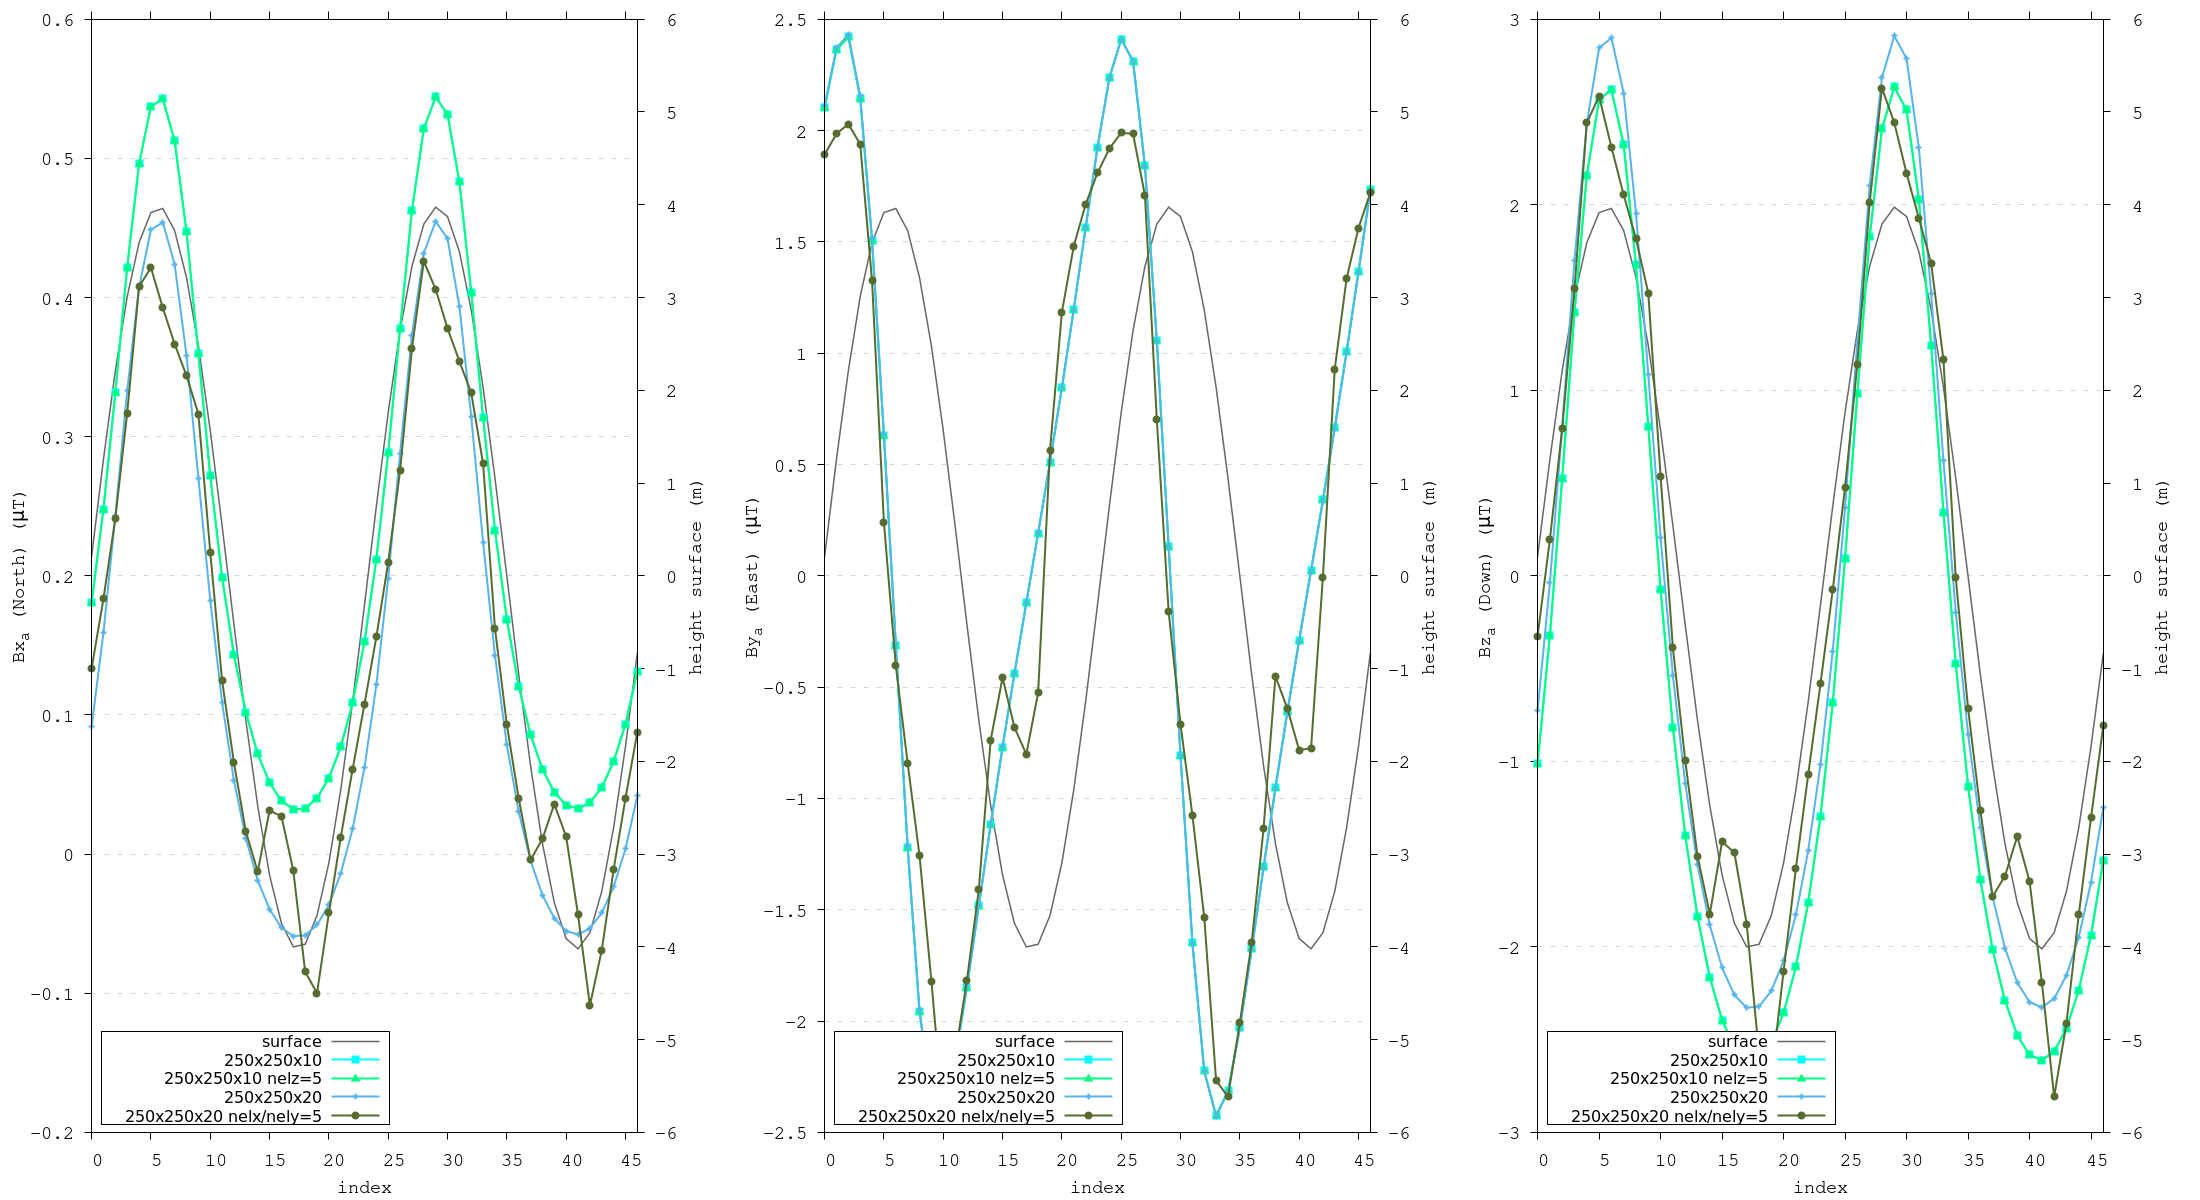 0.6
0.5
0.4
0.3
0.2
0.1
0
−0.1
−0.2
Bxa (North) (µT)
0 5 10 15 20 25 30 35 40 45
index
6
5
4
3
2
1
0
−1
−2
−3
−4
−5
−6
height surface (m)
surface
250x250x10
250x250x10 nelz=5
250x250x20
250x250x20 nelx/nely=5
2.5
2
1.5
1
0.5
0
−0.5
−1
−1.5
−2
−2.5
Bya (East) (µT)
0 5 10 15 20 25 30 35 40 45
index
6
5
4
3
2
1
0
−1
−2
−3
−4
−5
−6
height surface (m)
surface
250x250x10
250x250x10 nelz=5
250x250x20
250x250x20 nelx/nely=5
3
2
1
0
−1
−2
−3
Bza (Down) (µT)
0 5 10 15 20 25 30 35 40 45
index
6
5
4
3
2
1
0
−1
−2
−3
−4
−5
−6
height surface (m)
surface
250x250x10
250x250x10 nelz=5
250x250x20
250x250x20 nelx/nely=5